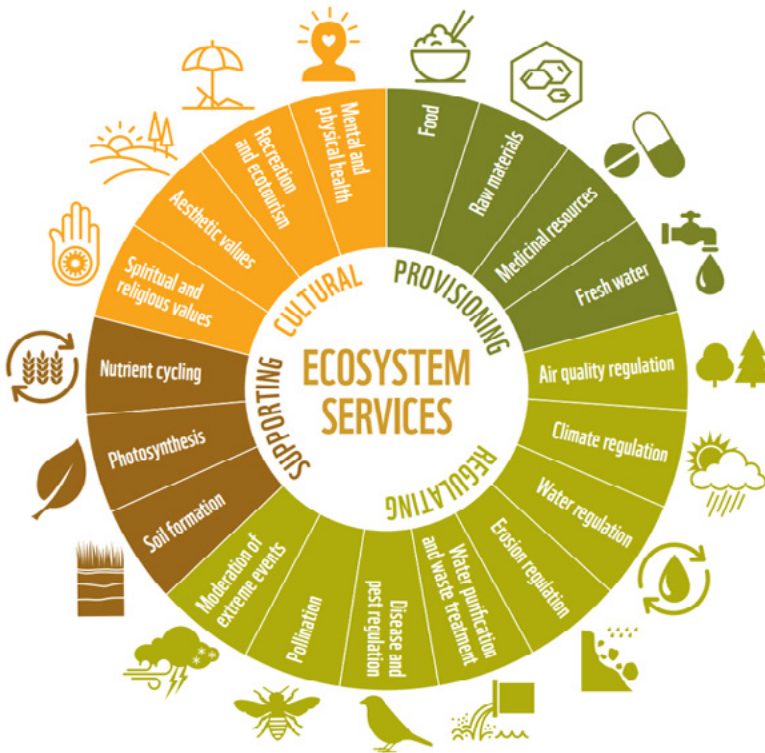 ECOSYSTEM
SERVICES
PROVISIONING
Food
Raw materials
Medicinal resources
Fresh water
REGULATING
Air quality regulation
Climate regulation
Water regulation
Erosion regulation
Water purification
and waste treatment
Disease and
pest regulation
Pollination
Moderation of
extreme events
SUPPORTING
Soil formation
Photosynthesis
Nutrient cycling
CULTURAL
Spiritual and
religious values
Aesthetic values
Recreation
and ecotourism
Mental and
physical health